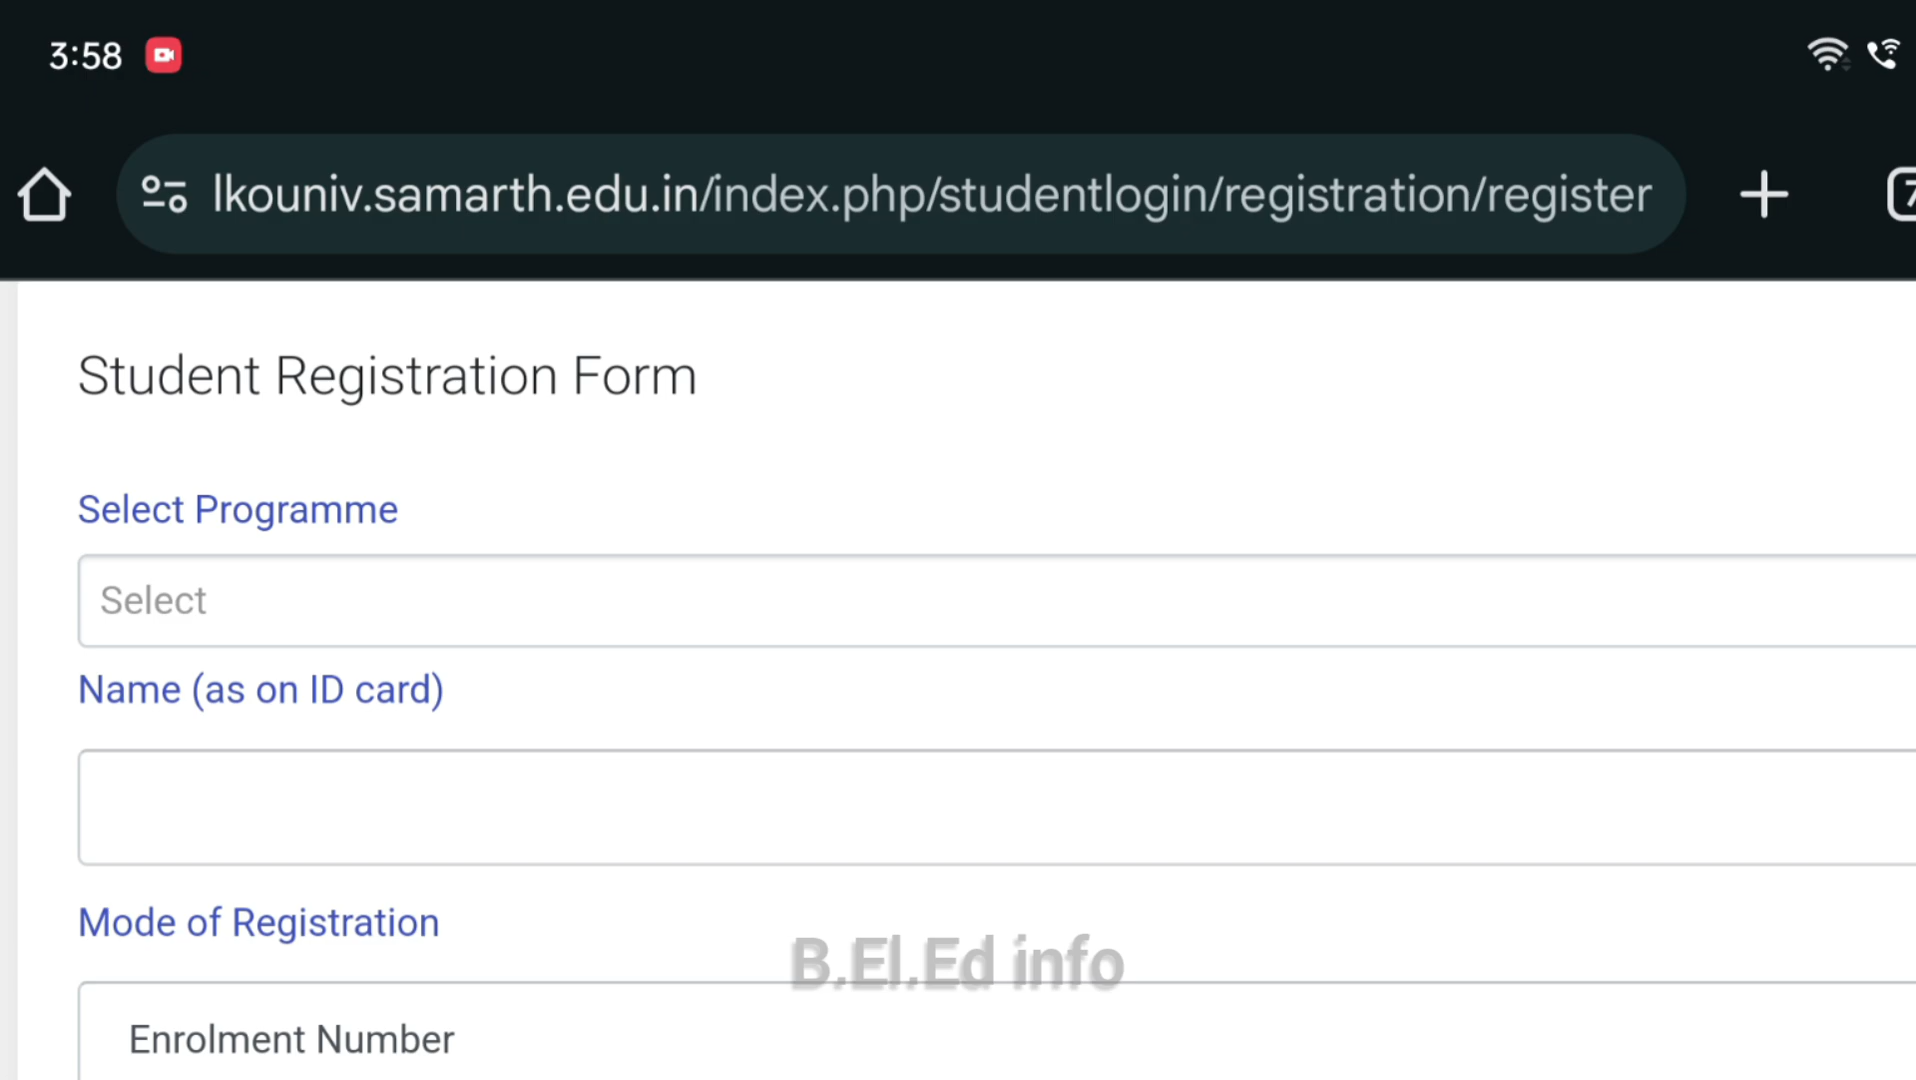 3:58
lkouniv.samarth.edu.in/index.php/studentlogin/registration/register
Student Registration Form
Select Programme
Select
Name (as on ID card)
Mode of Registration
B.El.Ed info
Enrolment Number